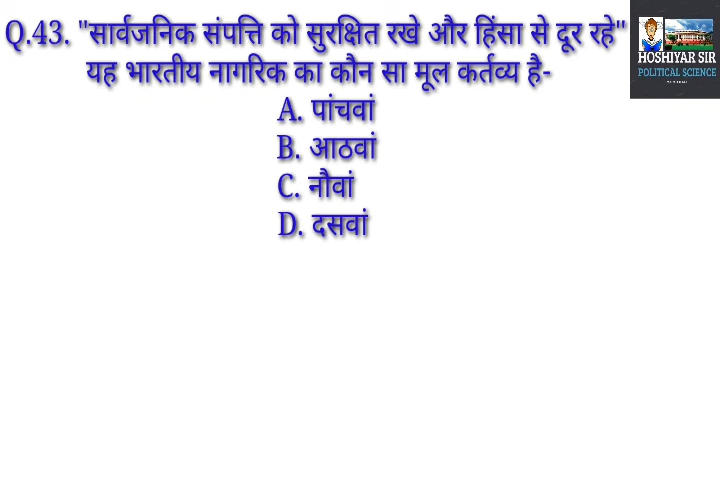 Q.43. "सार्वजनिक संपत्ति को सुरक्षित रखे और हिंसा से दूर रहे"
यह भारतीय नागरिक का कौन सा मूल कर्तव्य है-
A. पांचवां
B. आठवां
C. नौवां
D. दसवां
HOSHIYAR SIR
POLITICAL SCIENCE